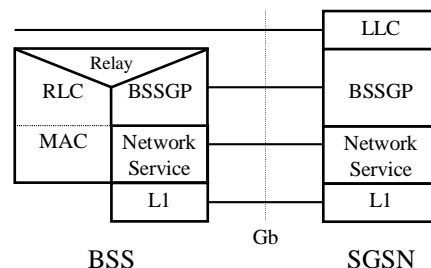 LLC
Relay
RLC BSSGP BSSGP
MAC Network Network
Service Service
L1 L1
Gb
BSS SGSN